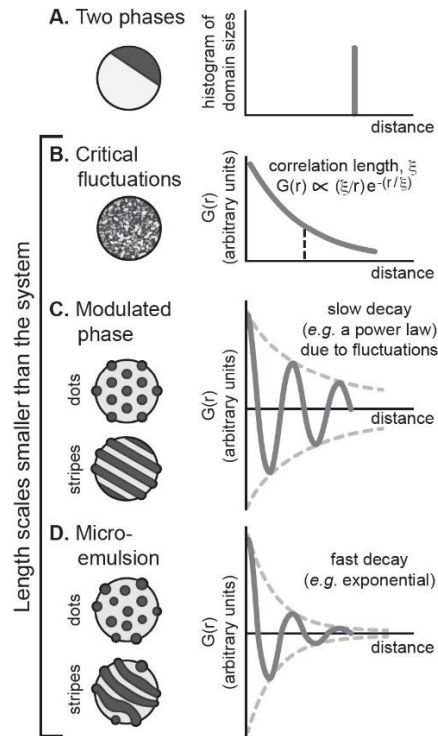 A. Two phases
histogram of
domain sizes
distance
Length scales smaller than the system
B. Critical
fluctuations
G(r)
(arbitrary units)
correlation length, ξ
G(r) ∝ (ξ/r) e^-(r/ξ)
distance
C. Modulated
phase
dots
stripes
G(r)
(arbitrary units)
slow decay
(e.g. a power law)
due to fluctuations
distance
D. Micro-
emulsion
dots
stripes
G(r)
(arbitrary units)
fast decay
(e.g. exponential)
distance